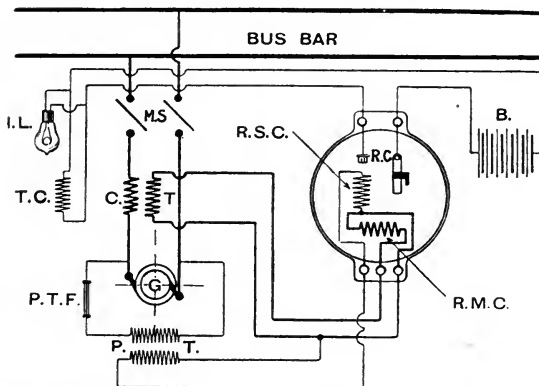 BUS BAR
M.S
I.L.
B.
R.S.C.
R.C.
T.C.
C.
T
G
P.T.F.
R.M.C.
P.
T.